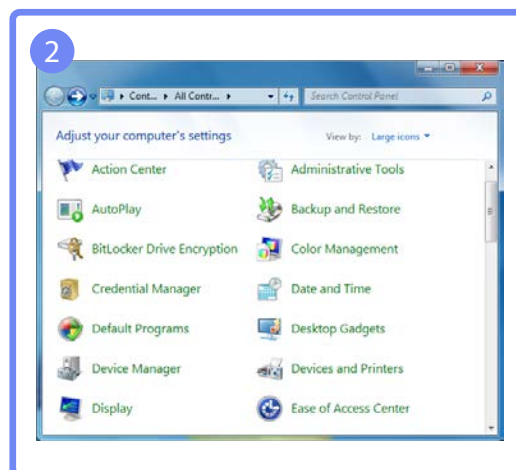 2
Cont... All Contr...
Search Control Panel
Adjust your computer's settings
View by: Large icons
Action Center
Administrative Tools
AutoPlay
Backup and Restore
BitLocker Drive Encryption
Color Management
Credential Manager
Date and Time
Default Programs
Desktop Gadgets
Device Manager
Devices and Printers
Display
Ease of Access Center